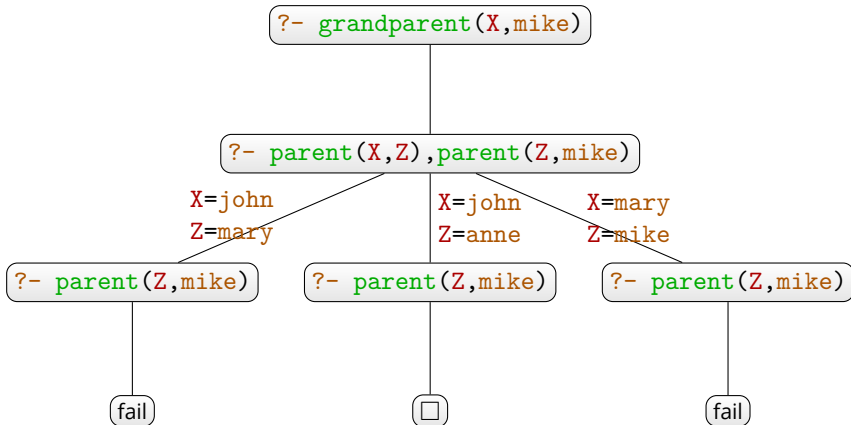 ?- grandparent(X,mike)
?- parent(X,Z),parent(Z,mike)
X=john
Z=mary
X=john
Z=anne
X=mary
Z=mike
?- parent(Z,mike)
?- parent(Z,mike)
?- parent(Z,mike)
fail
□
fail